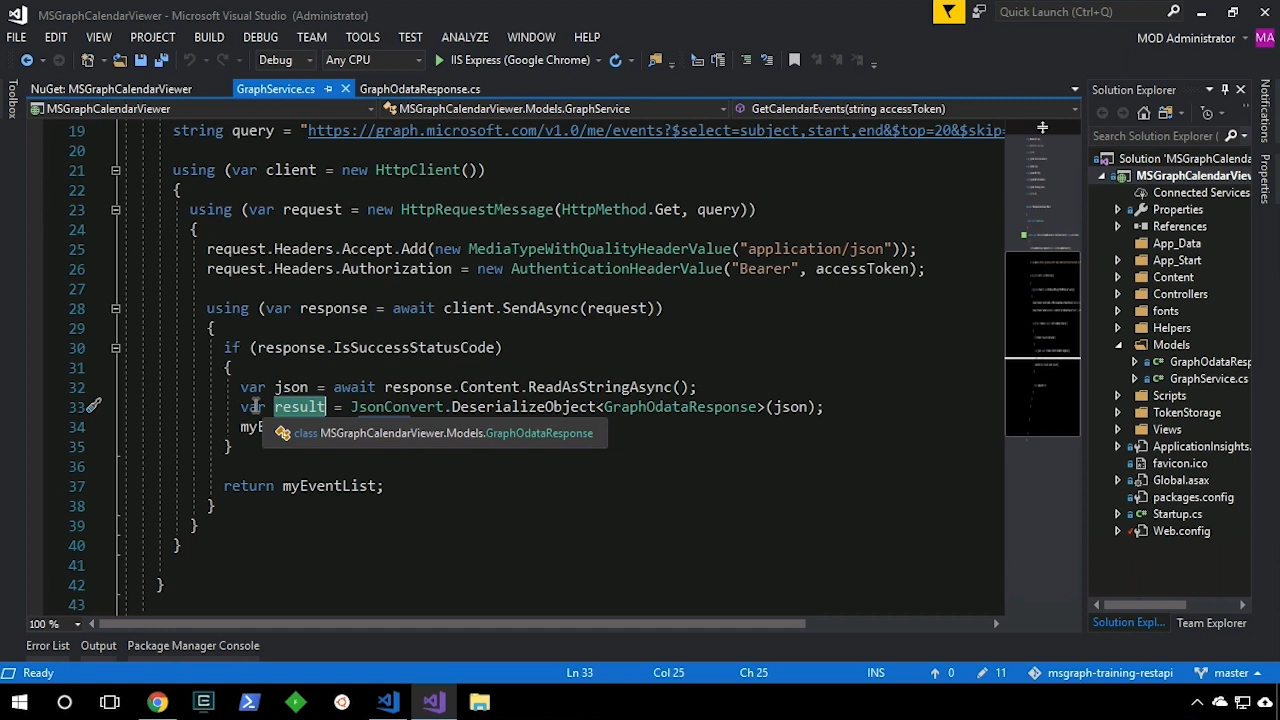 MSGraphCalendarViewer - Microsoft Visual Studio (Administrator)
Quick Launch (Ctrl+Q)
FILE EDIT VIEW PROJECT BUILD DEBUG TEAM TOOLS TEST ANALYZE WINDOW HELP
MOD Administrator MA
Debug Any CPU IIS Express (Google Chrome)
NuGet: MSGraphCalendarViewer GraphService.cs GraphOdataResponse.cs
MSGraphCalendarViewer MSGraphCalendarViewer.Models.GraphService GetCalendarEvents(string accessToken)
19 string query = "https://graph.microsoft.com/v1.0/me/events?$select=subject,start,end&$top=20&$skip=
20
21 using (var client = new HttpClient())
22 {
23 using (var request = new HttpRequestMessage(HttpMethod.Get, query))
24 {
25 request.Headers.Accept.Add(new MediaTypeWithQualityHeaderValue("application/json"));
26 request.Headers.Authorization = new AuthenticationHeaderValue("Bearer", accessToken);
27
28 using (var response = await client.SendAsync(request))
29 {
30 if (response.IsSuccessStatusCode)
31 {
32 var json = await response.Content.ReadAsStringAsync();
33 var result = JsonConvert.DeserializeObject<GraphOdataResponse>(json);
34 myE
class MSGraphCalendarViewer.Models.GraphOdataResponse
35 }
36
37 return myEventList;
38 }
39 }
40 }
41
42 }
43
100 %
Toolbox
Solution Explorer
Search Solution Explorer (Ctrl+
Solution 'MSGraphCalenda
MSGraphCalendarView
Connected Services
Properties
References
App_Data
App_Start
Content
Controllers
fonts
Helpers
Models
GraphOdataResp
GraphService.cs
Scripts
TokenStorage
Views
ApplicationInsights.
favicon.ico
Global.asax
packages.config
Startup.cs
Web.config
Solution Expl... Team Explorer
Notifications
Properties
Error List Output Package Manager Console
Ready Ln 33 Col 25 Ch 25 INS 0 11 msgraph-training-restapi master